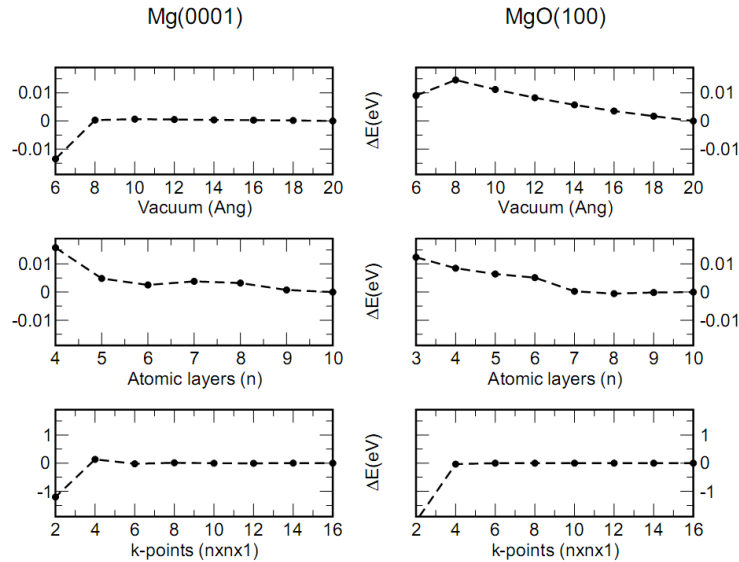 Mg(0001) MgO(100)
0.01 ΔE(eV) 0.01
0 0
-0.01 -0.01
6 8 10 12 14 16 18 20 6 8 10 12 14 16 18 20
Vacuum (Ang) Vacuum (Ang)
0.01 ΔE(eV) 0.01
0 0
-0.01 -0.01
4 5 6 7 8 9 10 3 4 5 6 7 8 9 10
Atomic layers (n) Atomic layers (n)
1 ΔE(eV) 1
0 0
-1 -1
2 4 6 8 10 12 14 16 2 4 6 8 10 12 14 16
k-points (nxnx1) k-points (nxnx1)